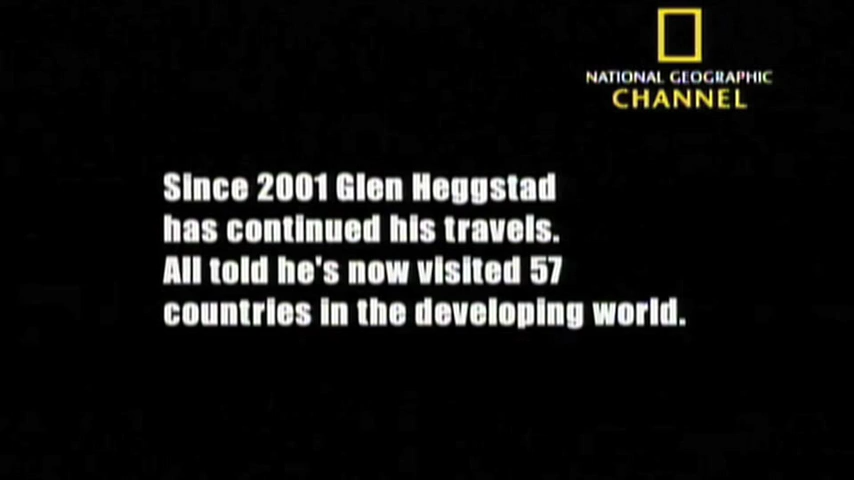 NATIONAL GEOGRAPHIC
CHANNEL
Since 2001 Glen Heggstad
has continued his travels.
All told he's now visited 57
countries in the developing world.